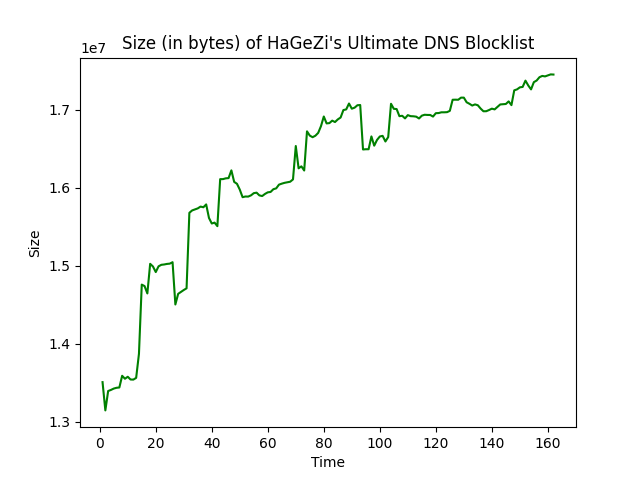 Size (in bytes) of HaGeZi's Ultimate DNS Blocklist
1e7
1.7
1.6
1.5
1.4
1.3
Size
0 20 40 60 80 100 120 140 160
Time